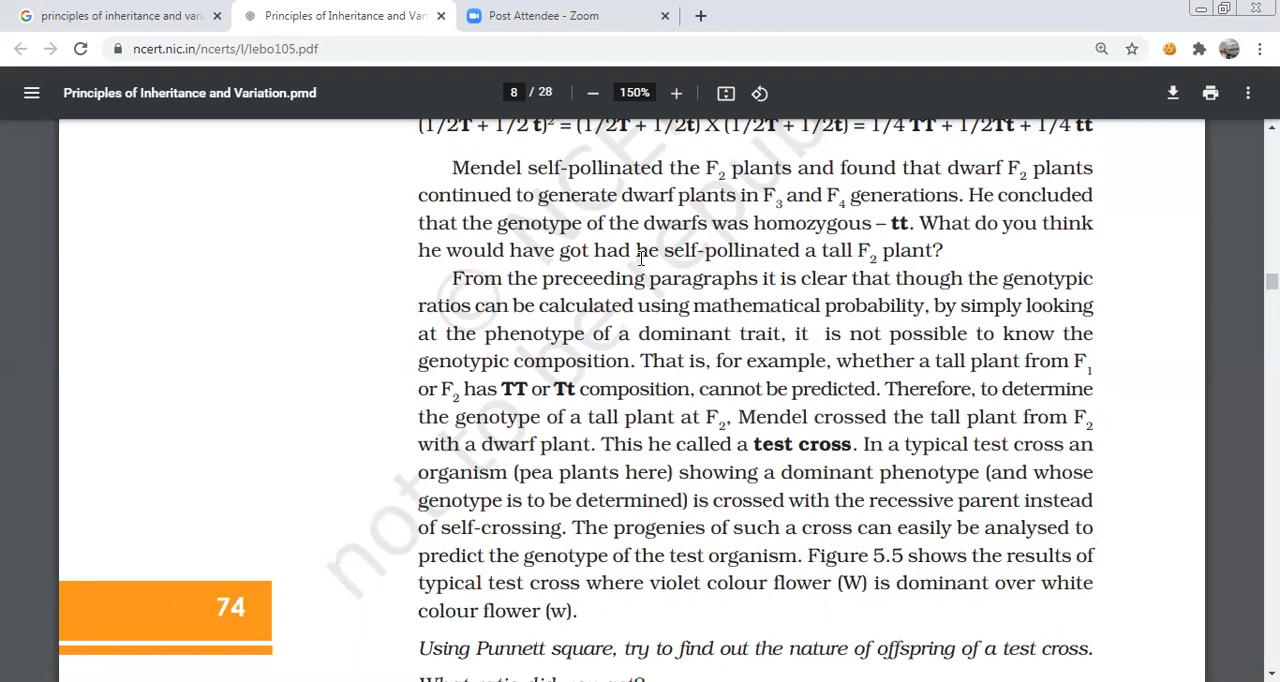 principles of inheritance and vari
Principles of Inheritance and Var
Post Attendee - Zoom
ncert.nic.in/ncerts/l/lebo105.pdf
Principles of Inheritance and Variation.pmd
8 / 28
150%
(1/2T + 1/2 t)² = (1/2T + 1/2t) X (1/2T + 1/2t) = 1/4 TT + 1/2Tt + 1/4 tt
Mendel self-pollinated the F₂ plants and found that dwarf F₂ plants
continued to generate dwarf plants in F₃ and F₄ generations. He concluded
that the genotype of the dwarfs was homozygous – tt. What do you think
he would have got had he self-pollinated a tall F₂ plant?
From the preceeding paragraphs it is clear that though the genotypic
ratios can be calculated using mathematical probability, by simply looking
at the phenotype of a dominant trait, it is not possible to know the
genotypic composition. That is, for example, whether a tall plant from F₁
or F₂ has TT or Tt composition, cannot be predicted. Therefore, to determine
the genotype of a tall plant at F₂, Mendel crossed the tall plant from F₂
with a dwarf plant. This he called a test cross. In a typical test cross an
organism (pea plants here) showing a dominant phenotype (and whose
genotype is to be determined) is crossed with the recessive parent instead
of self-crossing. The progenies of such a cross can easily be analysed to
predict the genotype of the test organism. Figure 5.5 shows the results of
typical test cross where violet colour flower (W) is dominant over white
colour flower (w).
74
Using Punnett square, try to find out the nature of offspring of a test cross.
What ratio did you get?
© NCE
not to be repub